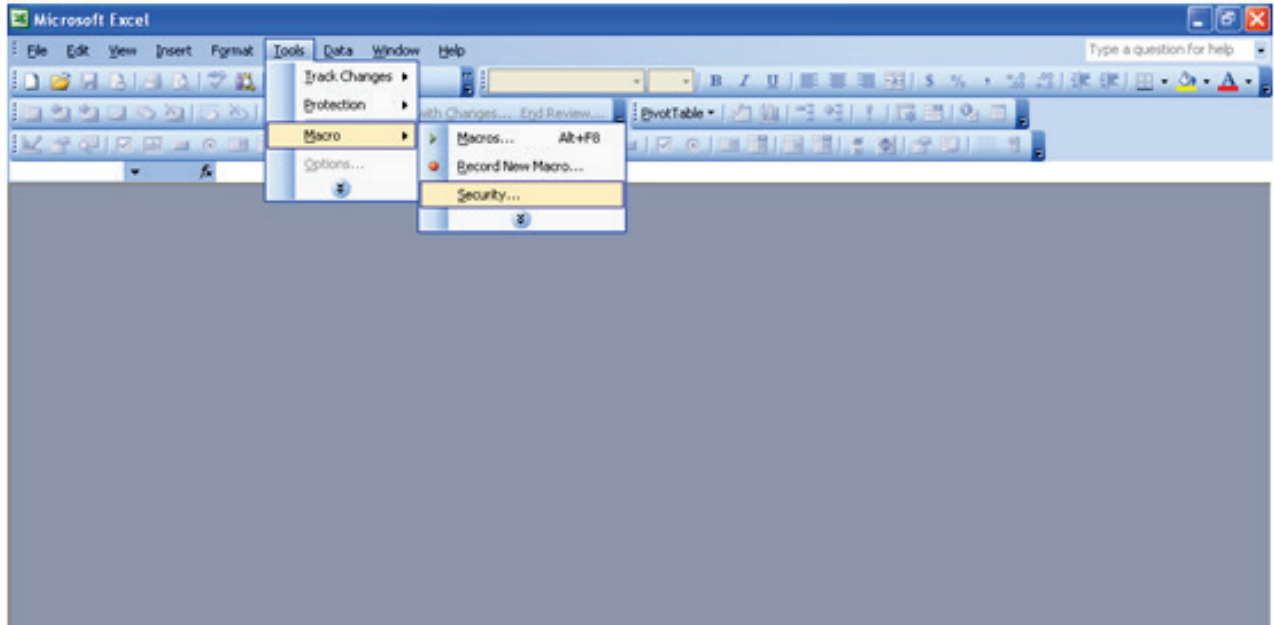 Microsoft Excel
File Edit View Insert Format Tools Data Window Help Type a question for help
B I U $ % ,
Track Changes
Protection with Changes... End Review... PivotTable
Macro Macros... Alt+F8
Options... fx Record New Macro...
Security...